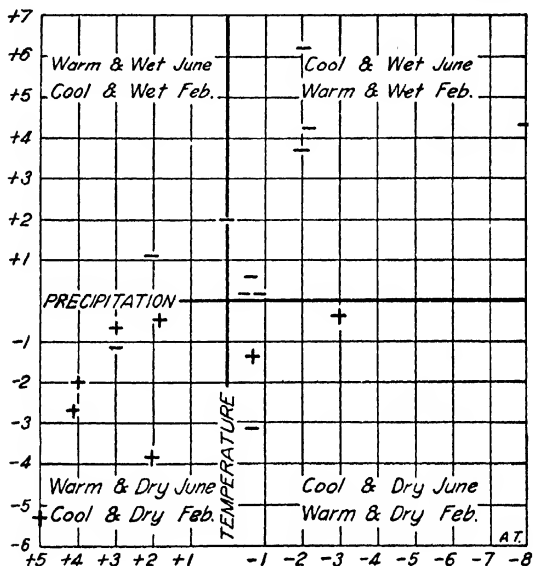 +7
+6
Warm & Wet June
Cool & Wet Feb.
Cool & Wet June
Warm & Wet Feb.
+5
+4
+3
+2
+1
PRECIPITATION
-1
-2
-3
TEMPERATURE
-4
Warm & Dry June
Cool & Dry Feb.
Cool & Dry June
Warm & Dry Feb.
-5
-6
A.T.
+5 +4 +3 +2 +1 -1 -2 -3 -4 -5 -6 -7 -8